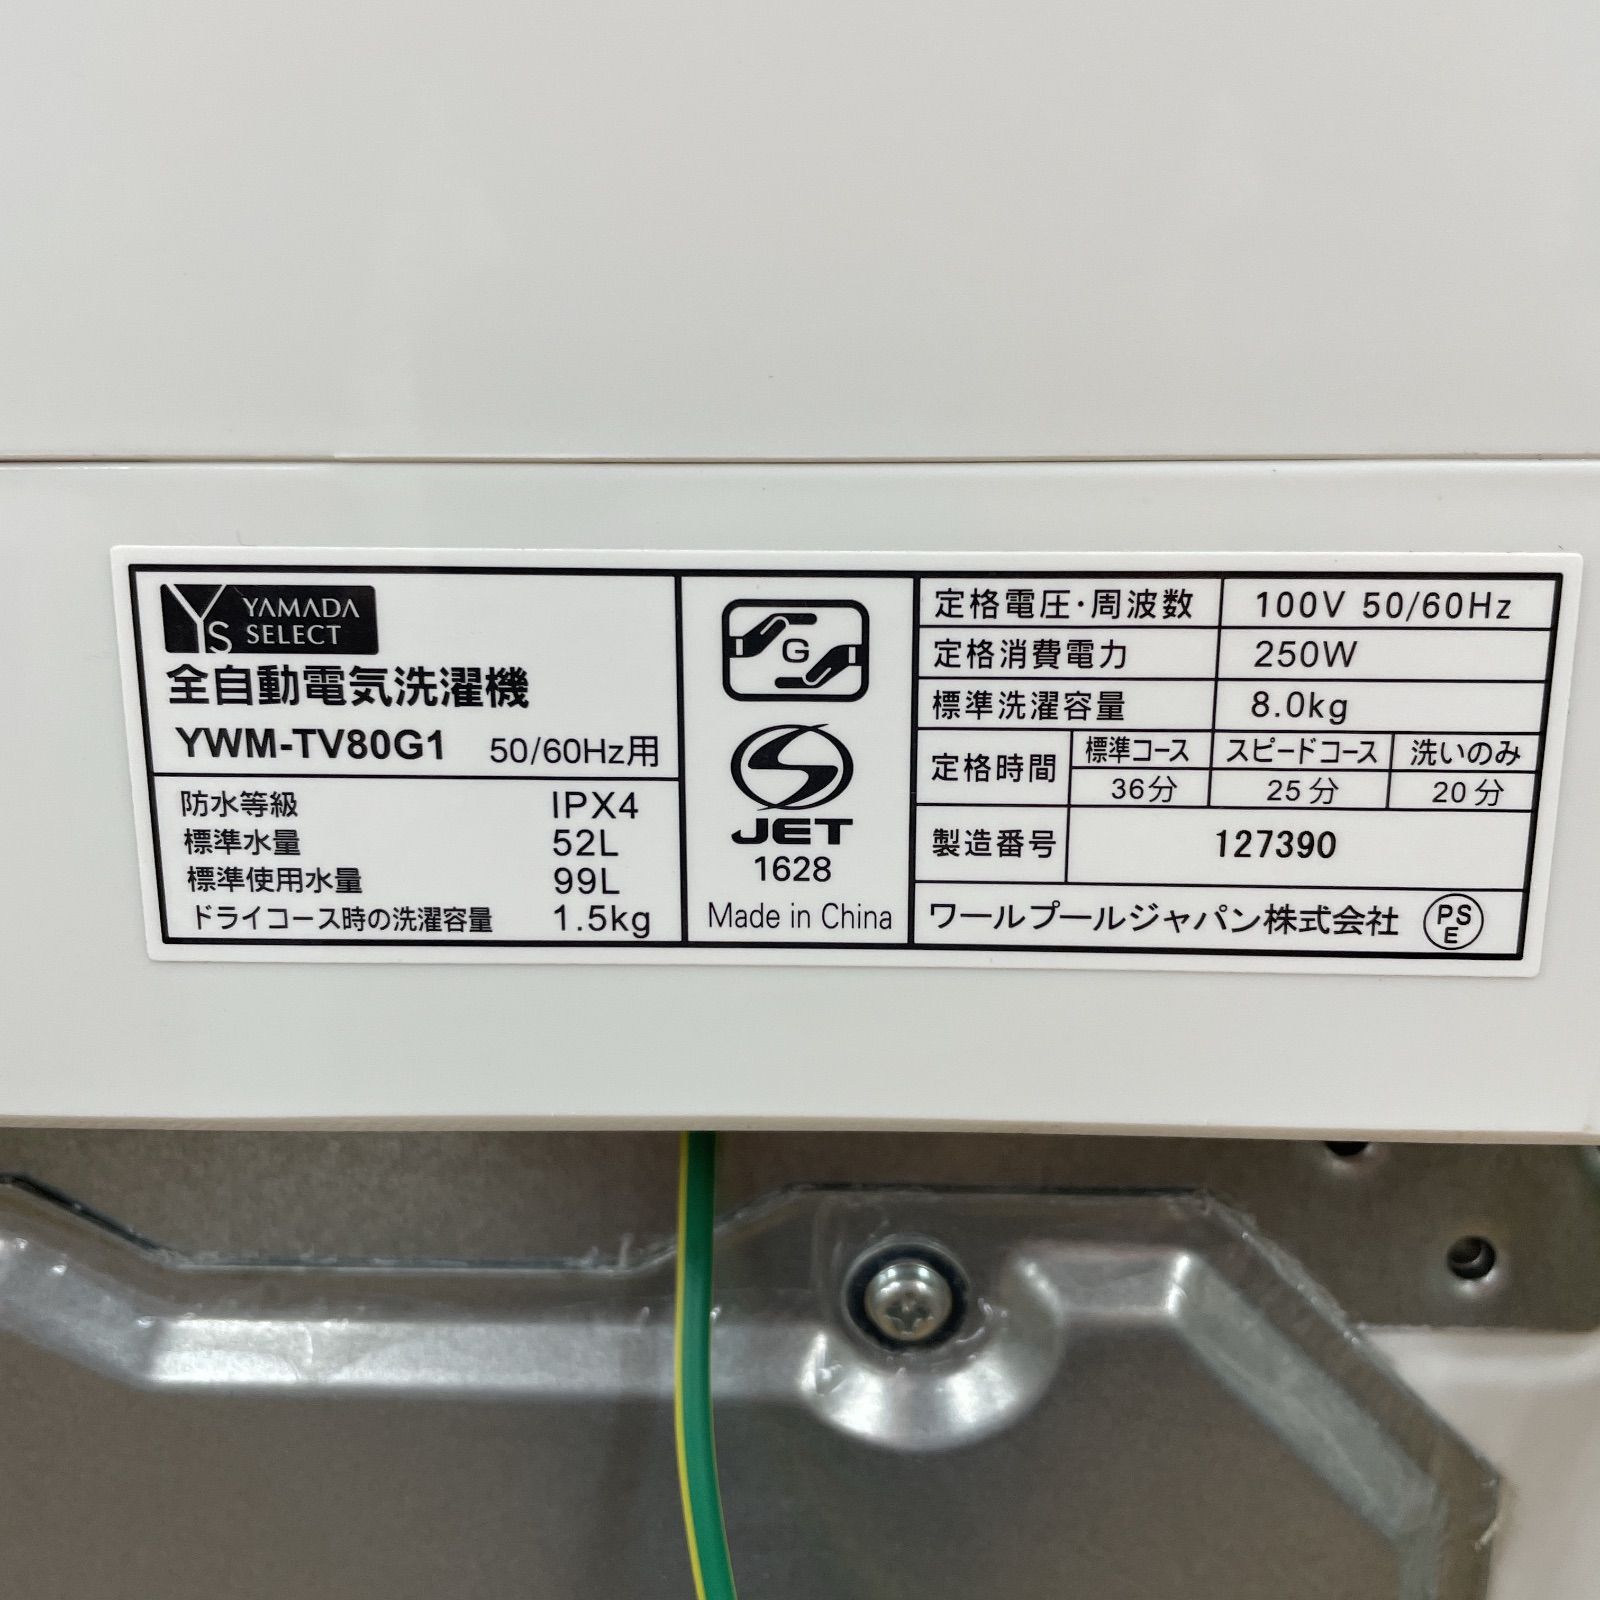 YS YAMADA SELECT
全自動電気洗濯機
YWM-TV80G1 50/60Hz用
防水等級 IPX4
標準水量 52L
標準使用水量 99L
ドライコース時の洗濯容量 1.5kg
G
JET
1628
Made in China
定格電圧・周波数 100V 50/60Hz
定格消費電力 250W
標準洗濯容量 8.0kg
定格時間 標準コース スピードコース 洗いのみ
36分 25分 20分
製造番号 127390
ワールプールジャパン株式会社 PSE